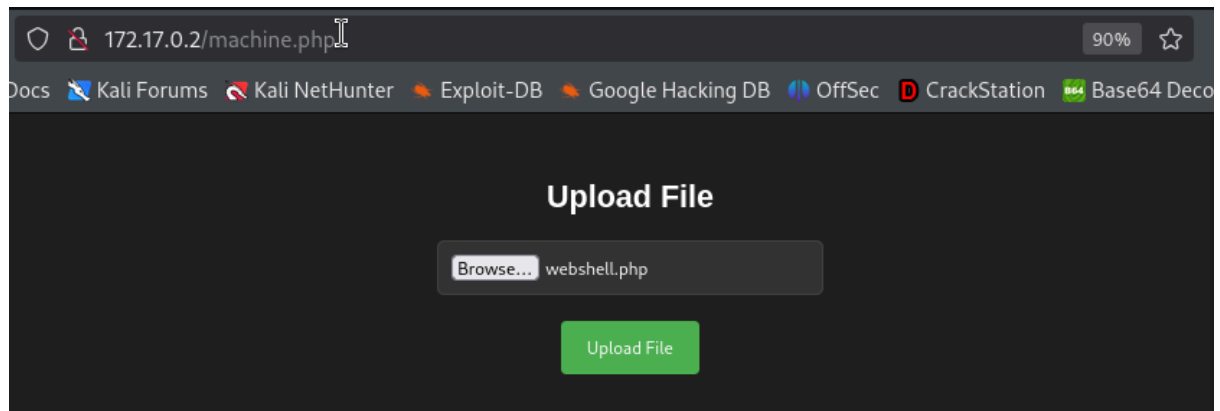 172.17.0.2/machine.php 90%
Docs Kali Forums Kali NetHunter Exploit-DB Google Hacking DB OffSec D CrackStation B64 Base64 Deco
Upload File
Browse... webshell.php
Upload File